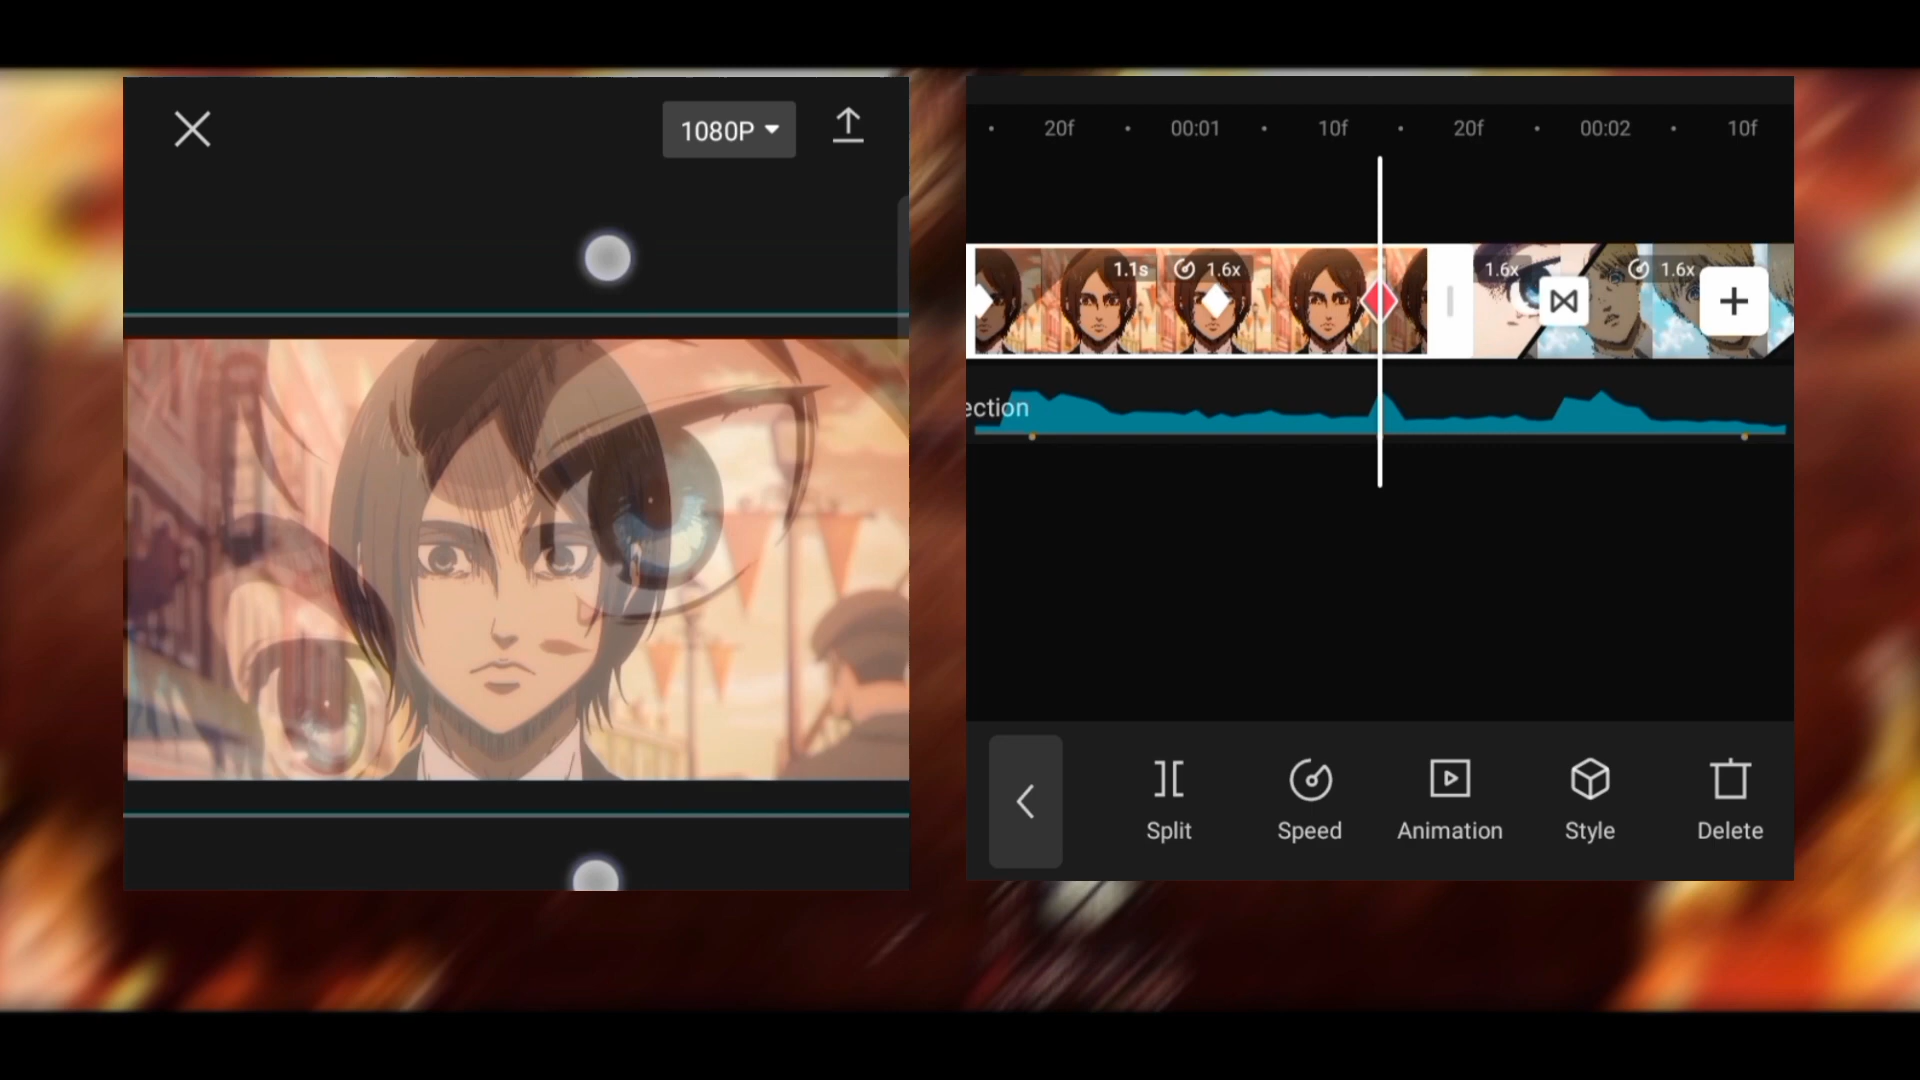 1080P
20f 00:01 10f 20f 00:02 10f
1.1s 1.6x 1.6x 1.6x
ection
Split Speed Animation Style Delete